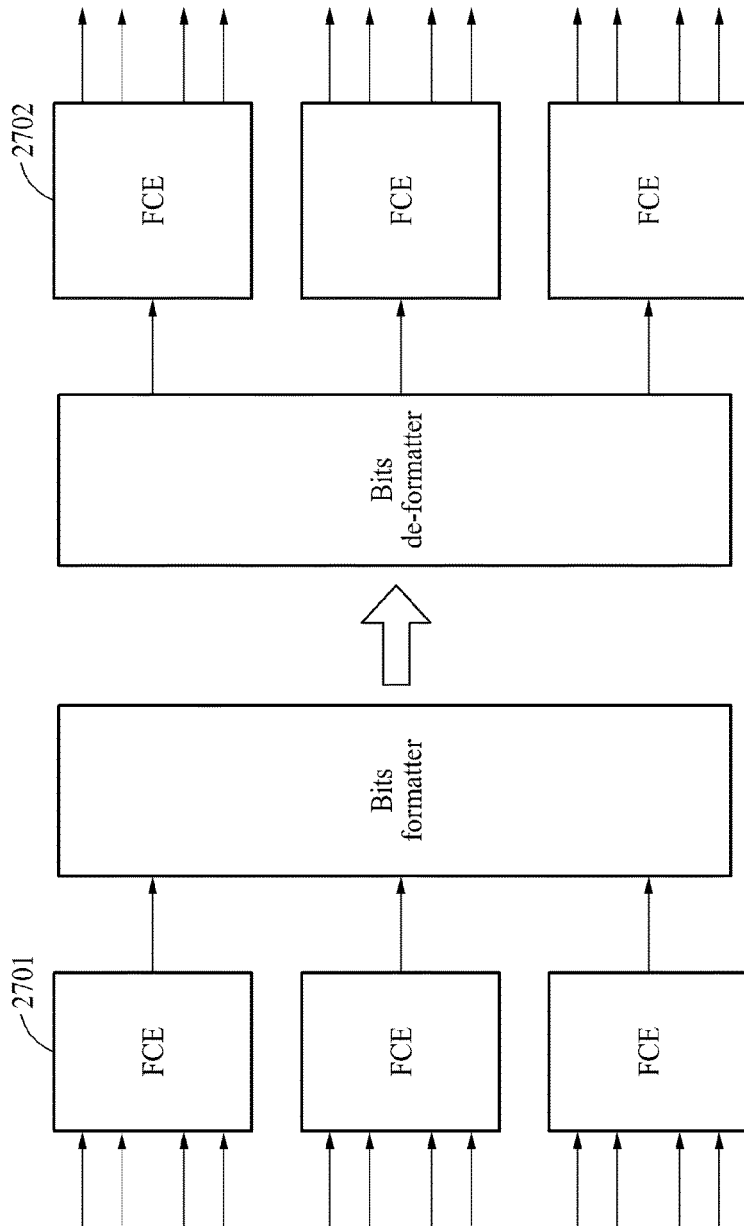 2701
FCE
FCE
FCE
Bits
formatter
Bits
de-formatter
2702
FCE
FCE
FCE